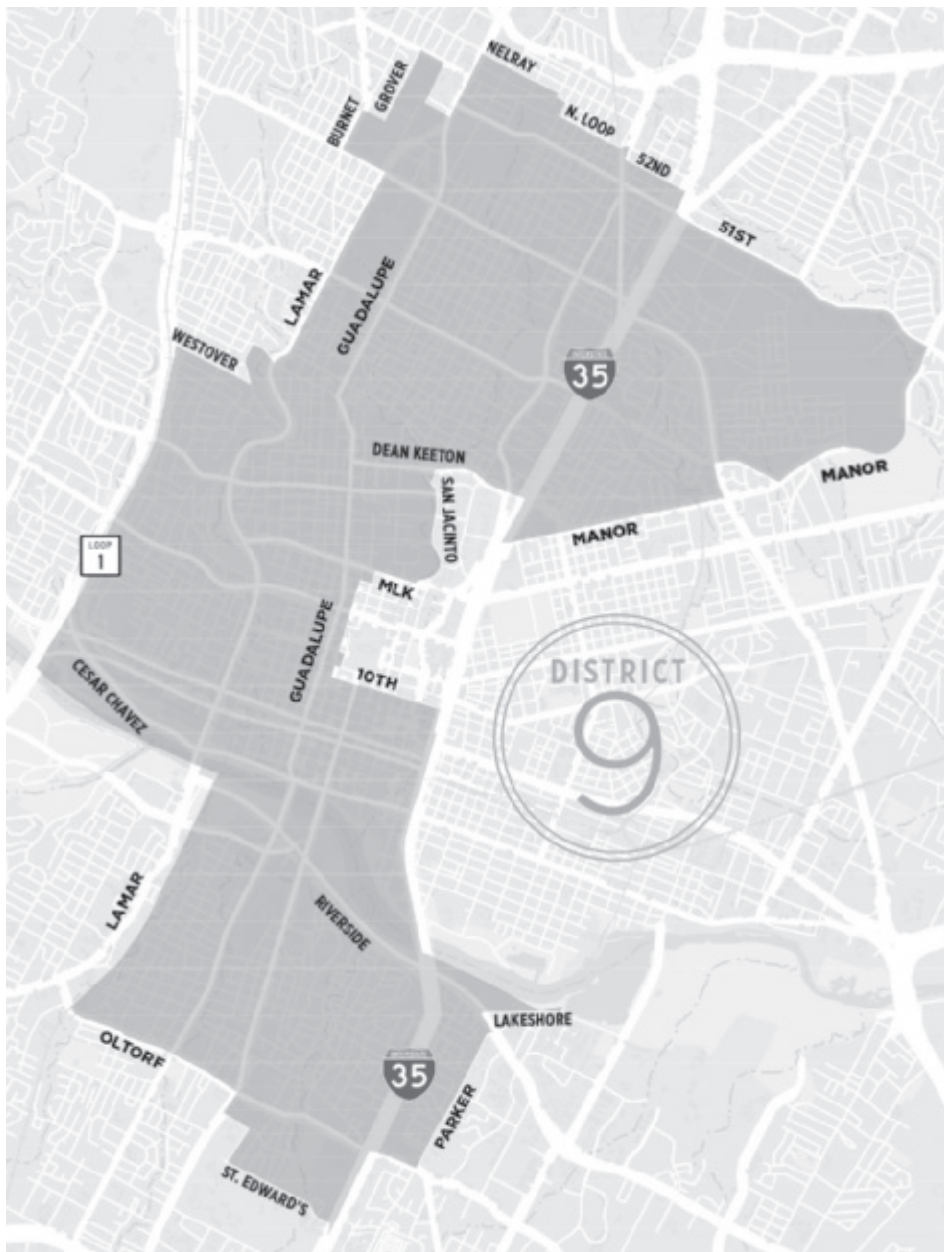 NELRAY
GROVER
BURNET
N. LOOP
52ND
51ST
LAMAR
GUADALUPE
WESTOVER
35
DEAN KEETON
MANOR
SAN JACINTO
MANOR
LOOP
1
MLK
GUADALUPE
10TH
DISTRICT
9
CESAR CHAVEZ
LAMAR
RIVERSIDE
LAKESHORE
OLTORF
35
PARKER
ST. EDWARD'S